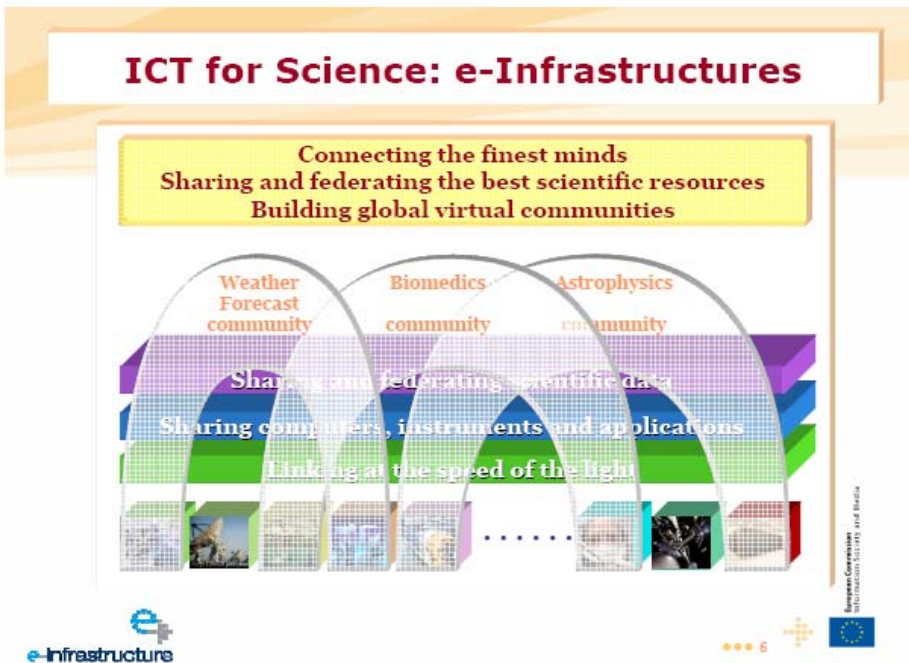 ICT for Science: e-Infrastructures
Connecting the finest minds
Sharing and federating the best scientific resources
Building global virtual communities
Weather
Forecast
community
Biomedics
community
Astrophysics
community
Sharing and federating scientific data
Sharing computers, instruments and applications
Linking at the speed of the light
European Commission
Information Society and Media
e-Infrastructure
6